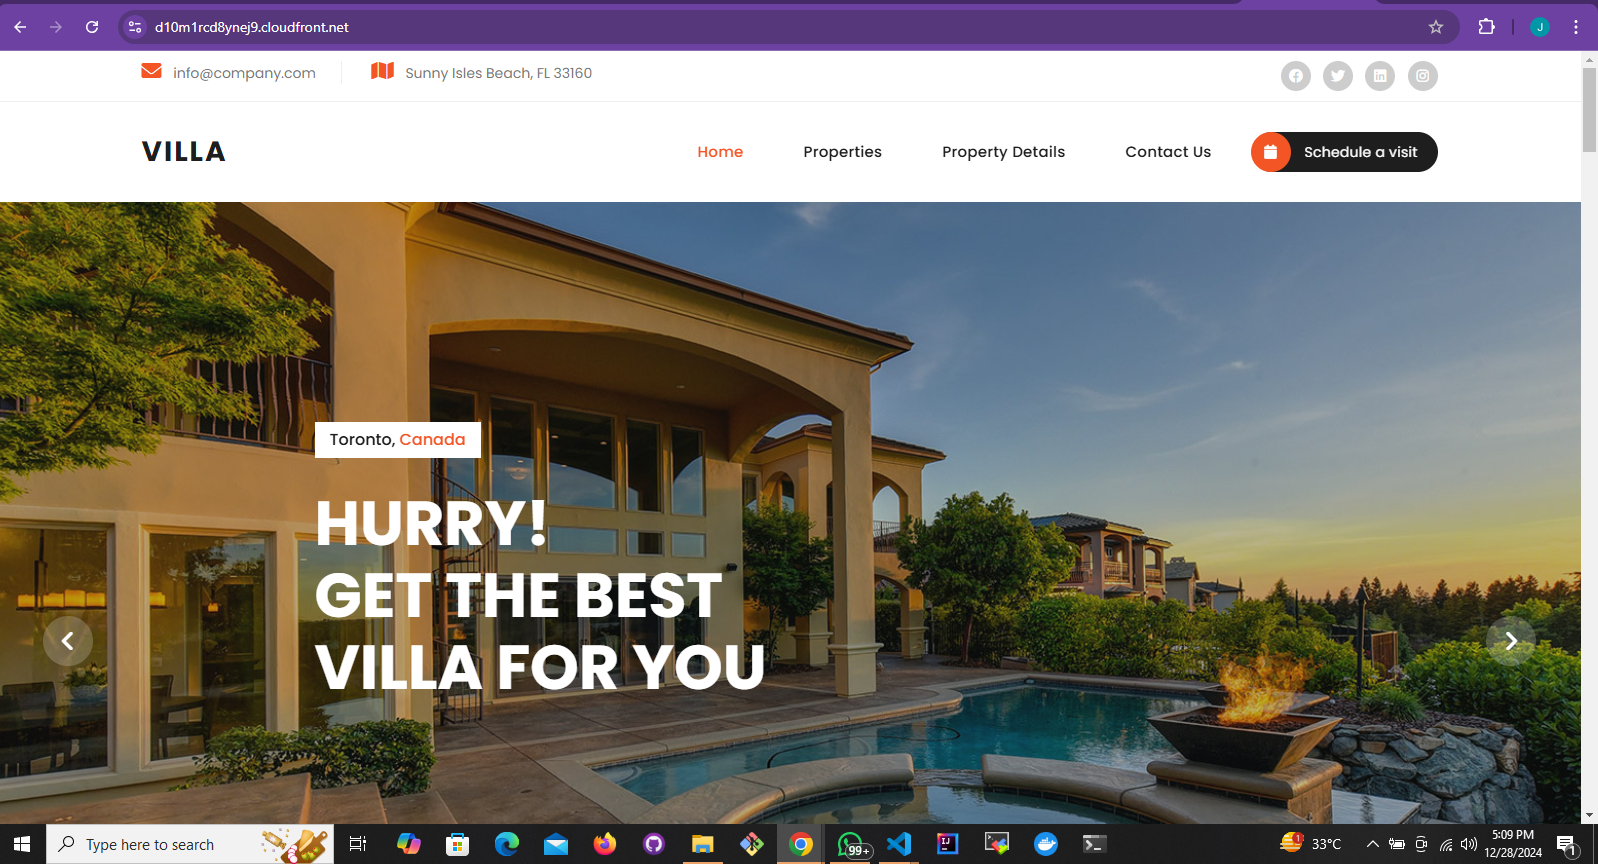 d10m1rcd8ynej9.cloudfront.net
J
info@company.com
Sunny Isles Beach, FL 33160
VILLA
Home
Properties
Property Details
Contact Us
Schedule a visit
Toronto, Canada
HURRY!
GET THE BEST
VILLA FOR YOU
Type here to search
99+
1
33°C
5:09 PM
12/28/2024
1